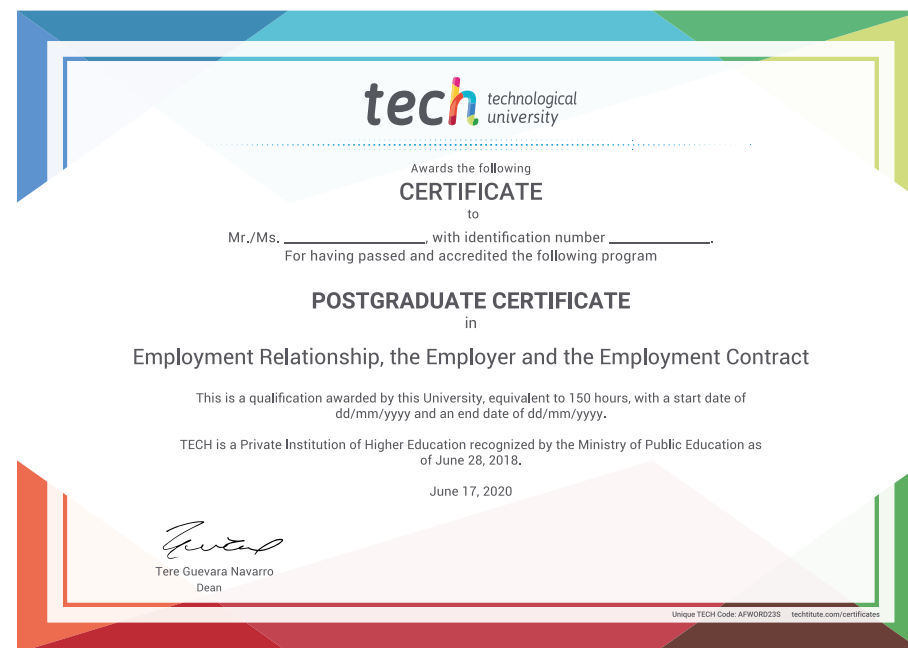 tech technological
university
Awards the following
CERTIFICATE
to
Mr./Ms. ____________________, with identification number ______________.
For having passed and accredited the following program
POSTGRADUATE CERTIFICATE
in
Employment Relationship, the Employer and the Employment Contract
This is a qualification awarded by this University, equivalent to 150 hours, with a start date of
dd/mm/yyyy and an end date of dd/mm/yyyy.
TECH is a Private Institution of Higher Education recognized by the Ministry of Public Education as
of June 28, 2018.
June 17, 2020
Tere Guevara Navarro
Dean
Unique TECH Code: AFWORD23S techtitute.com/certificates